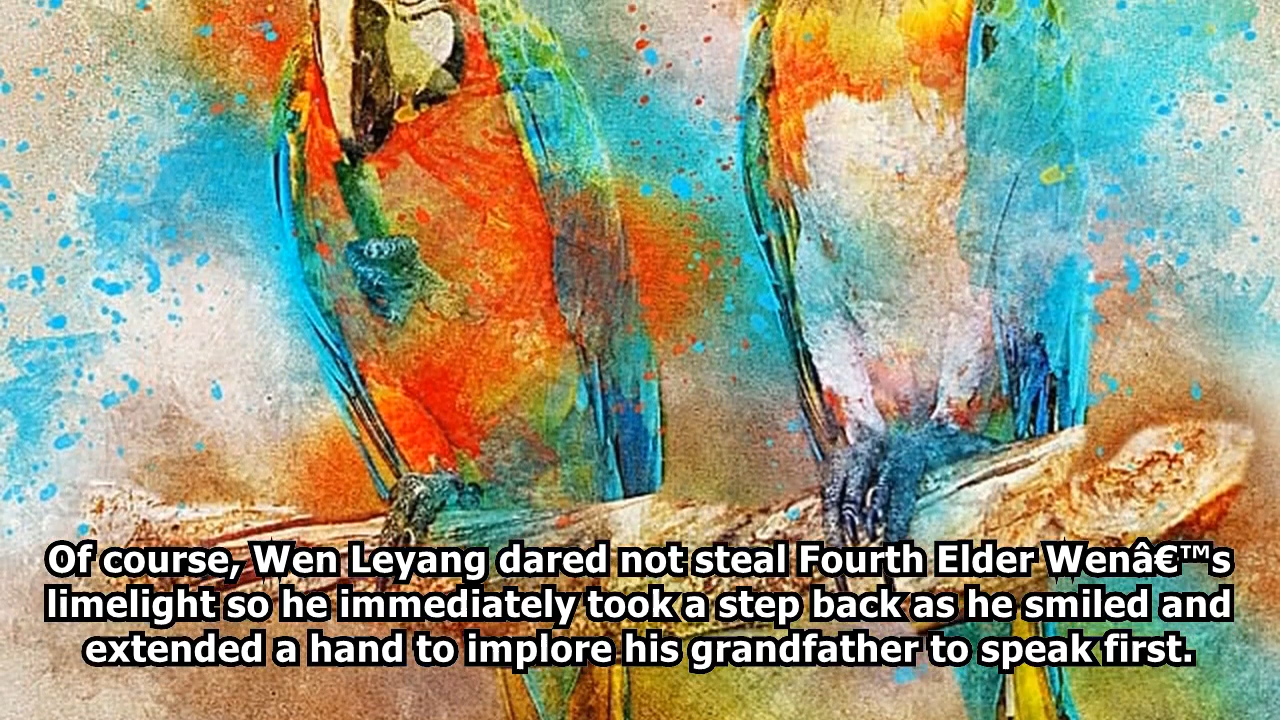 Of course, Wen Leyang dared not steal Fourth Elder Wenâ€™s
limelight so he immediately took a step back as he smiled and
extended a hand to implore his grandfather to speak first.